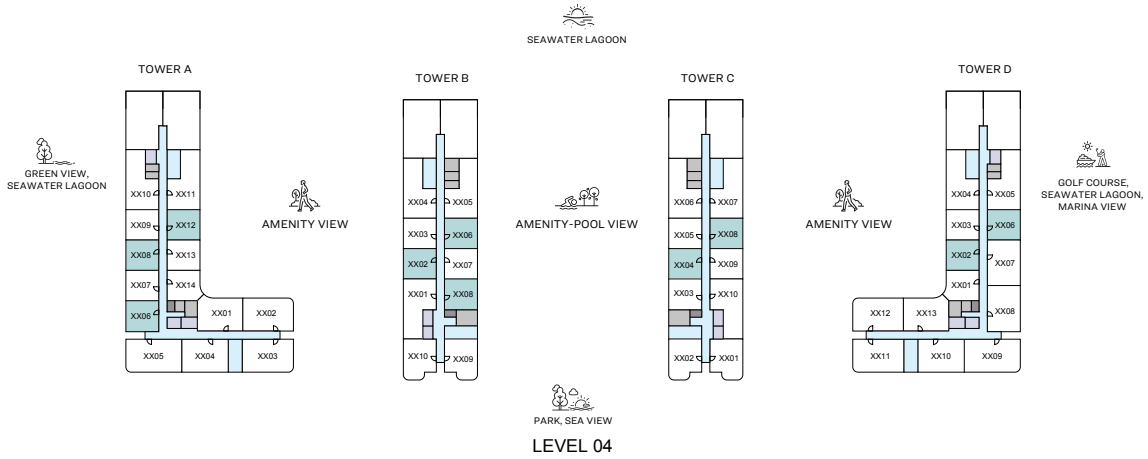 SEAWATER LAGOON
TOWER A
TOWER B
TOWER C
TOWER D
GREEN VIEW,
SEAWATER LAGOON
AMENITY VIEW
AMENITY-POOL VIEW
AMENITY VIEW
GOLF COURSE,
SEAWATER LAGOON,
MARINA VIEW
XX10 XX11
XX09 XX12
XX08 XX13
XX07 XX14
XX06 XX01 XX02
XX05 XX04 XX03
XX04 XX05
XX03 XX06
XX02 XX07
XX01 XX08
XX10 XX09
XX06 XX07
XX05 XX08
XX04 XX09
XX03 XX10
XX02 XX01
XX04 XX05
XX03 XX06
XX02 XX07
XX01
XX12 XX13 XX08
XX11 XX10 XX09
PARK, SEA VIEW
LEVEL 04